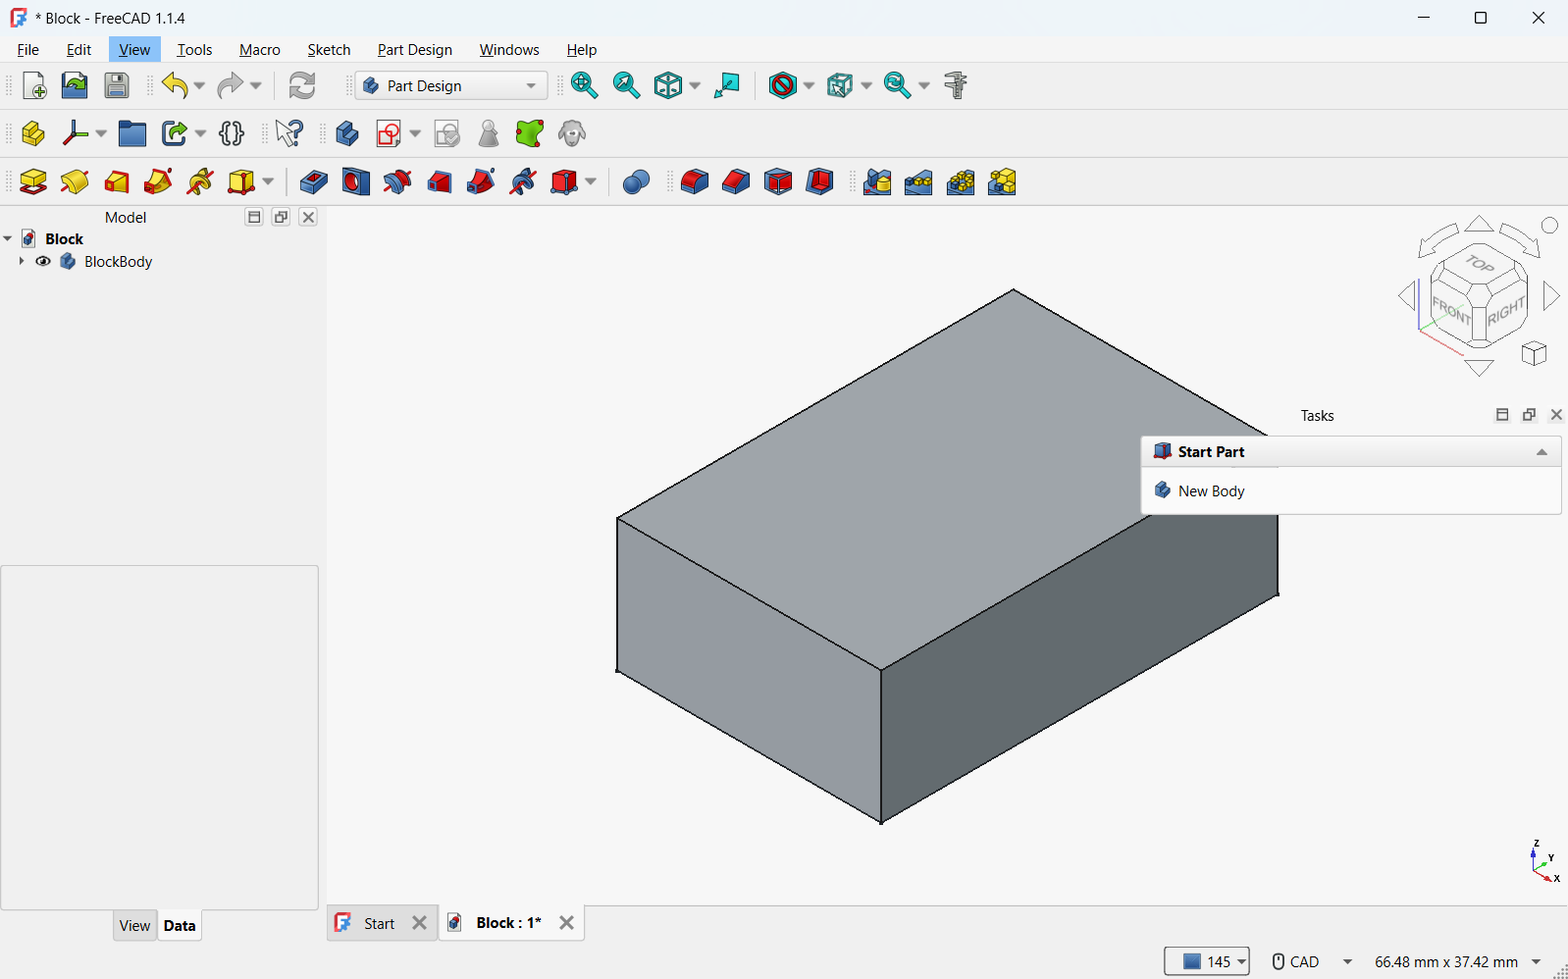 * Block - FreeCAD 1.1.4
File Edit View Tools Macro Sketch Part Design Windows Help
Part Design
Model
Block
BlockBody
TOP
FRONT
RIGHT
Tasks
Start Part
New Body
Z
Y
X
View Data
Start Block : 1*
145 CAD 66.48 mm x 37.42 mm